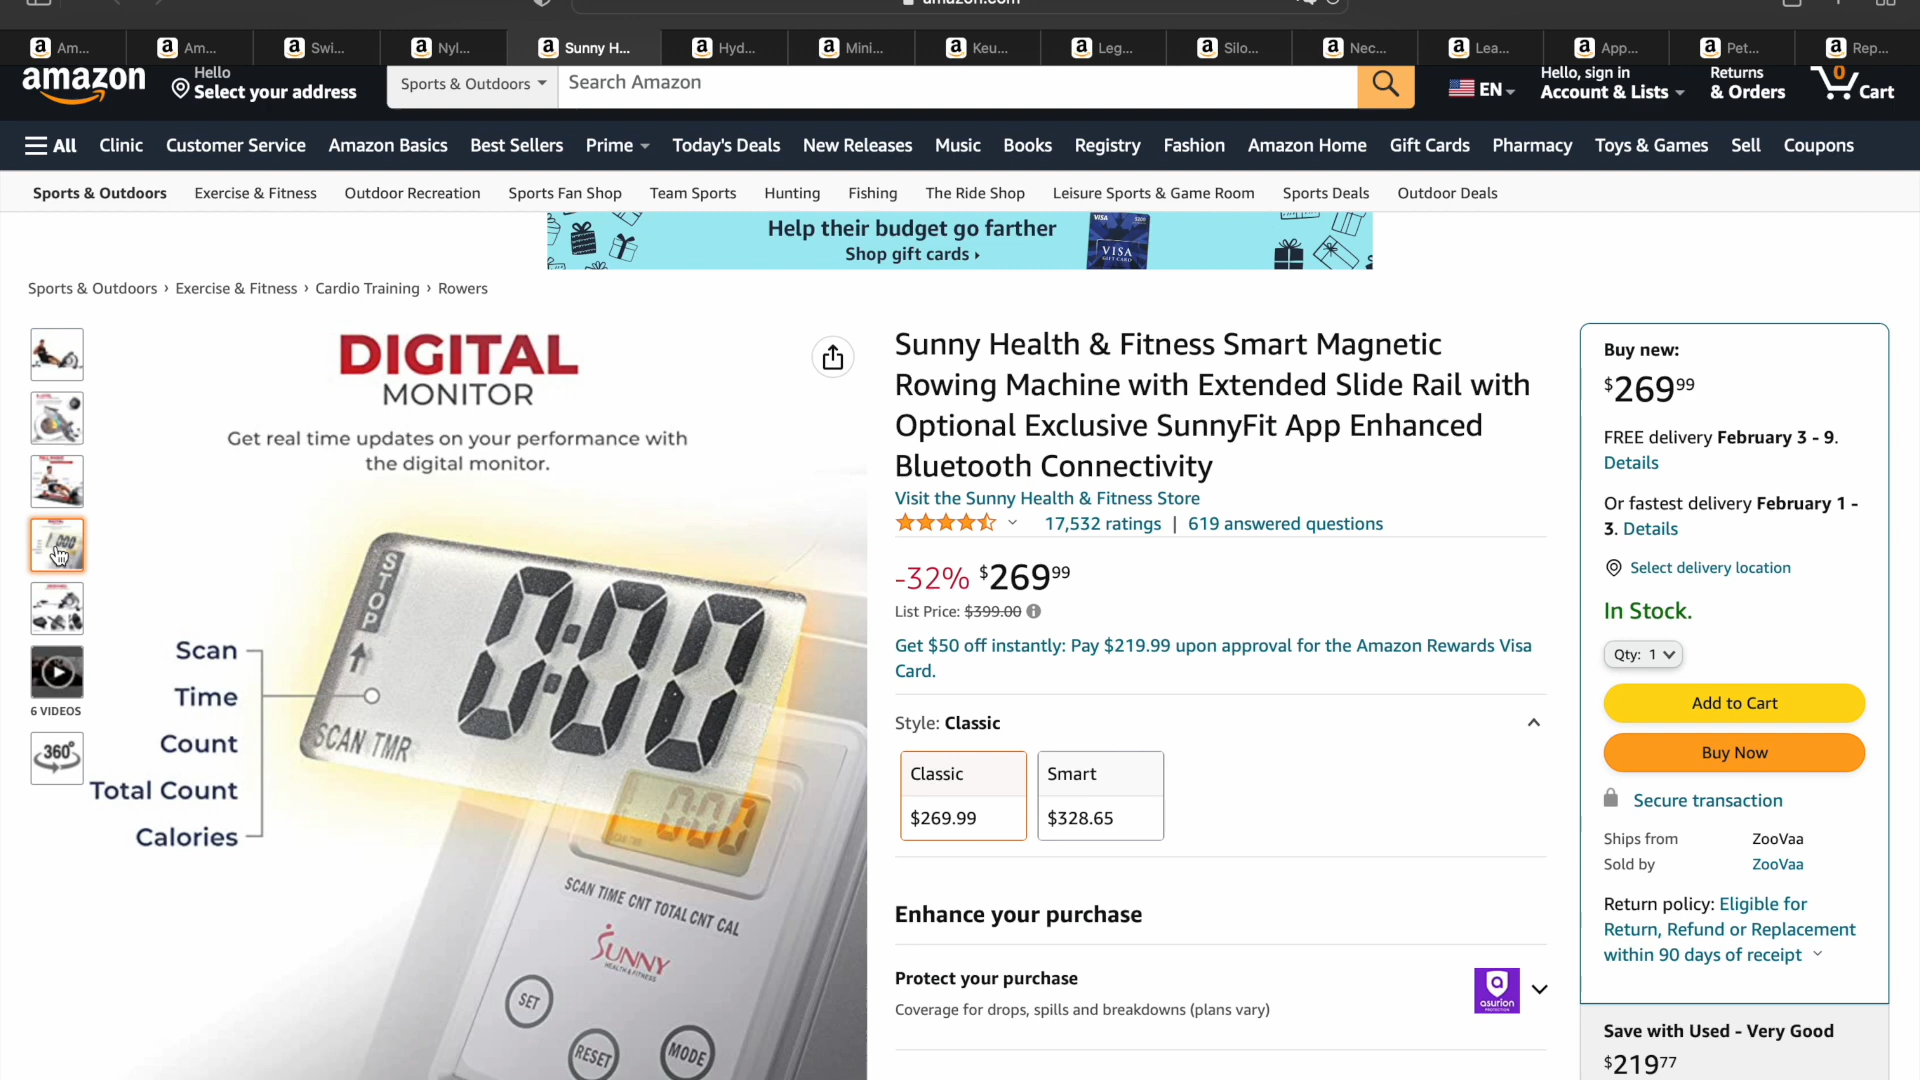 Am...
Am...
Swi...
Nyl...
Sunny H...
Hyd...
Mini...
Keu...
Leg...
Silo...
Nec...
Lea...
App...
Pet...
Rep...
amazon
Hello
Select your address
Sports & Outdoors
Search Amazon
EN
Hello, sign in
Account & Lists
Returns
& Orders
0
Cart
All Clinic Customer Service Amazon Basics Best Sellers Prime Today's Deals New Releases Music Books Registry Fashion Amazon Home Gift Cards Pharmacy Toys & Games Sell Coupons
Sports & Outdoors Exercise & Fitness Outdoor Recreation Sports Fan Shop Team Sports Hunting Fishing The Ride Shop Leisure Sports & Game Room Sports Deals Outdoor Deals
Help their budget go farther
Shop gift cards ›
VISA
VISA
GIFT CARD
Sports & Outdoors › Exercise & Fitness › Cardio Training › Rowers
6 VIDEOS
360°
DIGITAL
MONITOR
Get real time updates on your performance with
the digital monitor.
STOP
0:00
SCAN TMR
Scan
Time
Count
Total Count
Calories
0:00
SCAN TIME CNT TOTAL CNT CAL
SUNNY
HEALTH & FITNESS
SET
RESET
MODE
Sunny Health & Fitness Smart Magnetic
Rowing Machine with Extended Slide Rail with
Optional Exclusive SunnyFit App Enhanced
Bluetooth Connectivity
Visit the Sunny Health & Fitness Store
17,532 ratings | 619 answered questions
-32% $269⁹⁹
List Price: $399.00
Get $50 off instantly: Pay $219.99 upon approval for the Amazon Rewards Visa
Card.
Style: Classic
Classic
$269.99
Smart
$328.65
Enhance your purchase
Protect your purchase
Coverage for drops, spills and breakdowns (plans vary)
asurion
Buy new:
$269⁹⁹
FREE delivery February 3 - 9.
Details
Or fastest delivery February 1 -
3. Details
Select delivery location
In Stock.
Qty: 1
Add to Cart
Buy Now
Secure transaction
Ships from ZooVaa
Sold by ZooVaa
Return policy: Eligible for
Return, Refund or Replacement
within 90 days of receipt
Save with Used - Very Good
$219⁷⁷